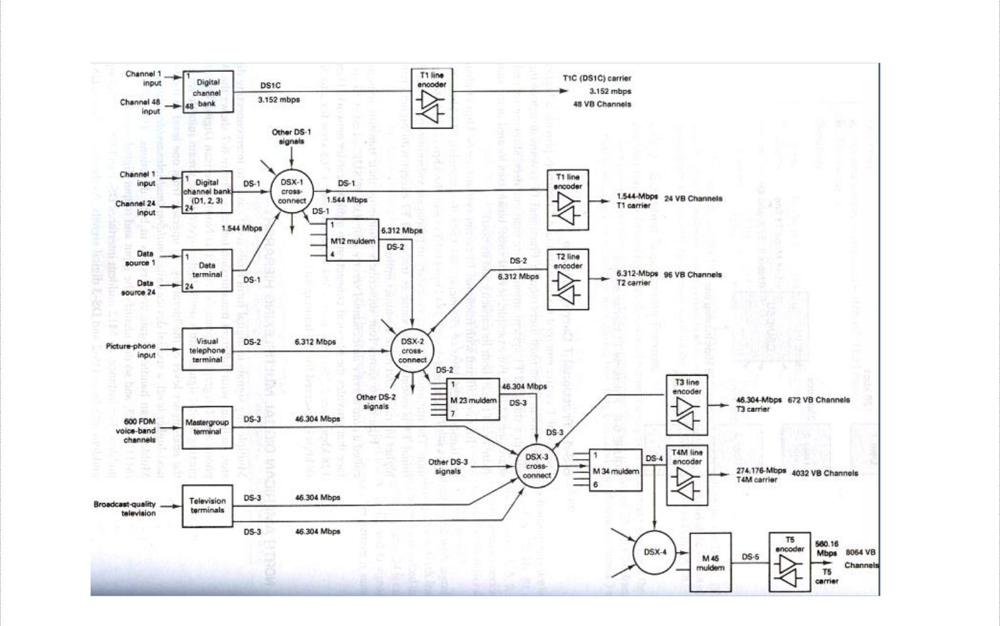 Channel 1
input
Channel 48
input
1
Digital
channel
bank
48
DS1C
3.152 mbps
T1 line
encoder
T1C (DS1C) carrier
3.152 mbps
48 VB Channels
Other DS-1
signals
Channel 1
input
Channel 24
input
1
Digital
channel bank
(D1, 2, 3)
24
DS-1
DSX-1
cross-
connect
DS-1
1.544 Mbps
T1 line
encoder
1.544-Mbps
T1 carrier
24 VB Channels
DS-1
1
M12 muldem
4
6.312 Mbps
DS-2
1.544 Mbps
Data
source 1
Data
source 24
1
Data
terminal
24
DS-1
DS-2
6.312 Mbps
T2 line
encoder
6.312-Mbps
T2 carrier
96 VB Channels
Picture-phone
input
Visual
telephone
terminal
DS-2
6.312 Mbps
DSX-2
cross-
connect
DS-2
Other DS-2
signals
1
M 23 muldem
7
46.304 Mbps
DS-3
T3 line
encoder
46.304-Mbps
T3 carrier
672 VB Channels
600 FDM
voice-band
channels
Mastergroup
terminal
DS-3
46.304 Mbps
DS-3
Other DS-3
signals
DSX-3
cross-
connect
1
M 34 muldem
6
DS-4
T4M line
encoder
274.176-Mbps
T4M carrier
4032 VB Channels
Broadcast-quality
television
Television
terminals
DS-3
46.304 Mbps
DS-3
46.304 Mbps
DSX-4
M 45
muldem
DS-5
T5
encoder
560.16
Mbps
T5
carrier
8064 VB
Channels